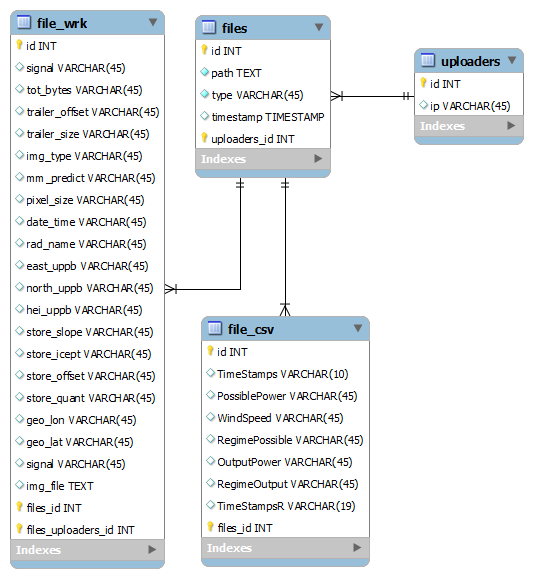 file_wrk
id INT
signal VARCHAR(45)
tot_bytes VARCHAR(45)
trailer_offset VARCHAR(45)
trailer_size VARCHAR(45)
img_type VARCHAR(45)
mm_predict VARCHAR(45)
pixel_size VARCHAR(45)
date_time VARCHAR(45)
rad_name VARCHAR(45)
east_uppb VARCHAR(45)
north_uppb VARCHAR(45)
hei_uppb VARCHAR(45)
store_slope VARCHAR(45)
store_icept VARCHAR(45)
store_offset VARCHAR(45)
store_quant VARCHAR(45)
geo_lon VARCHAR(45)
geo_lat VARCHAR(45)
signal VARCHAR(45)
img_file TEXT
files_id INT
files_uploaders_id INT
Indexes
files
id INT
path TEXT
type VARCHAR(45)
timestamp TIMESTAMP
uploaders_id INT
Indexes
uploaders
id INT
ip VARCHAR(45)
Indexes
file_csv
id INT
TimeStamps VARCHAR(10)
PossiblePower VARCHAR(45)
WindSpeed VARCHAR(45)
RegimePossible VARCHAR(45)
OutputPower VARCHAR(45)
RegimeOutput VARCHAR(45)
TimeStampsR VARCHAR(19)
files_id INT
Indexes